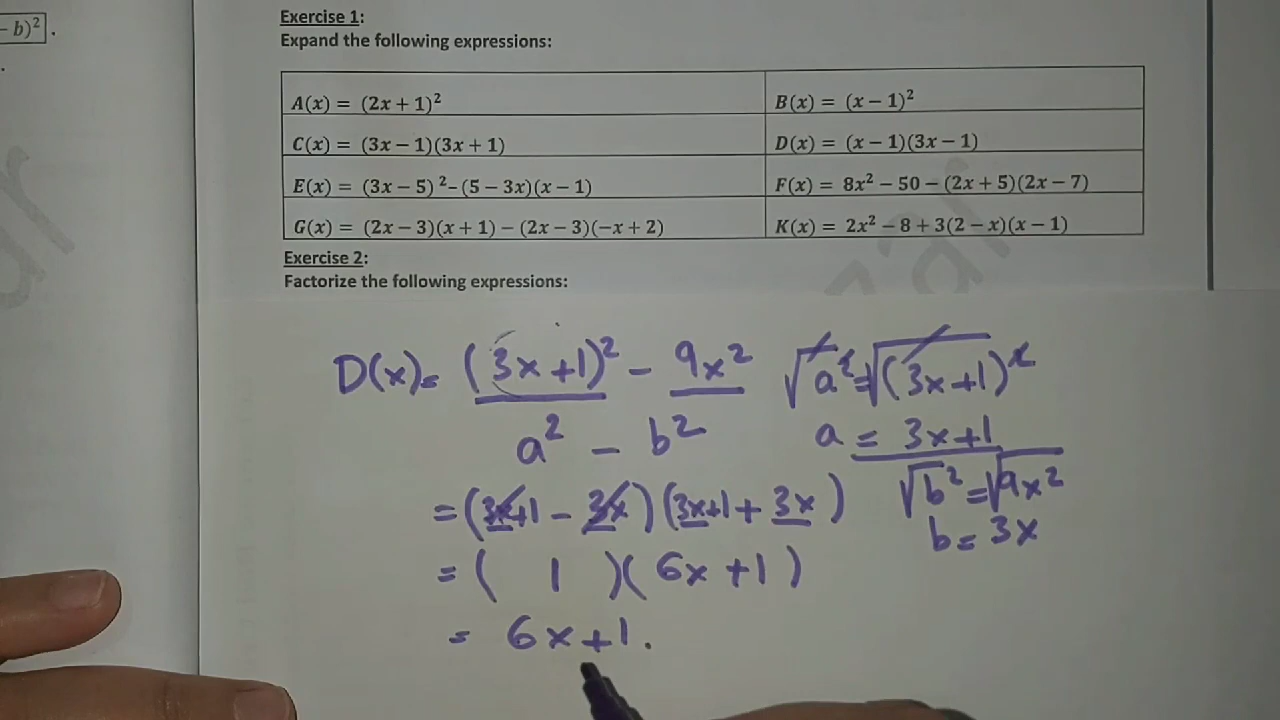 – b)² .
.
Exercise 1:
Expand the following expressions:
A(x) = (2x + 1)²
B(x) = (x − 1)²
C(x) = (3x − 1)(3x + 1)
D(x) = (x − 1)(3x − 1)
E(x) = (3x − 5) ²−(5 − 3x)(x − 1)
F(x) = 8x² − 50 − (2x + 5)(2x − 7)
G(x) = (2x − 3)(x + 1) − (2x − 3)(−x + 2)
K(x) = 2x² − 8 + 3(2 − x)(x − 1)
Exercise 2:
Factorize the following expressions:
D(x) = (3x+1)² − 9x²
a² − b²
= (3x+1 − 3x)(3x+1 + 3x)
= ( 1 )(6x+1)
= 6x+1.
√a² = √(3x+1)²
a = 3x+1
√b² = √9x²
b = 3x